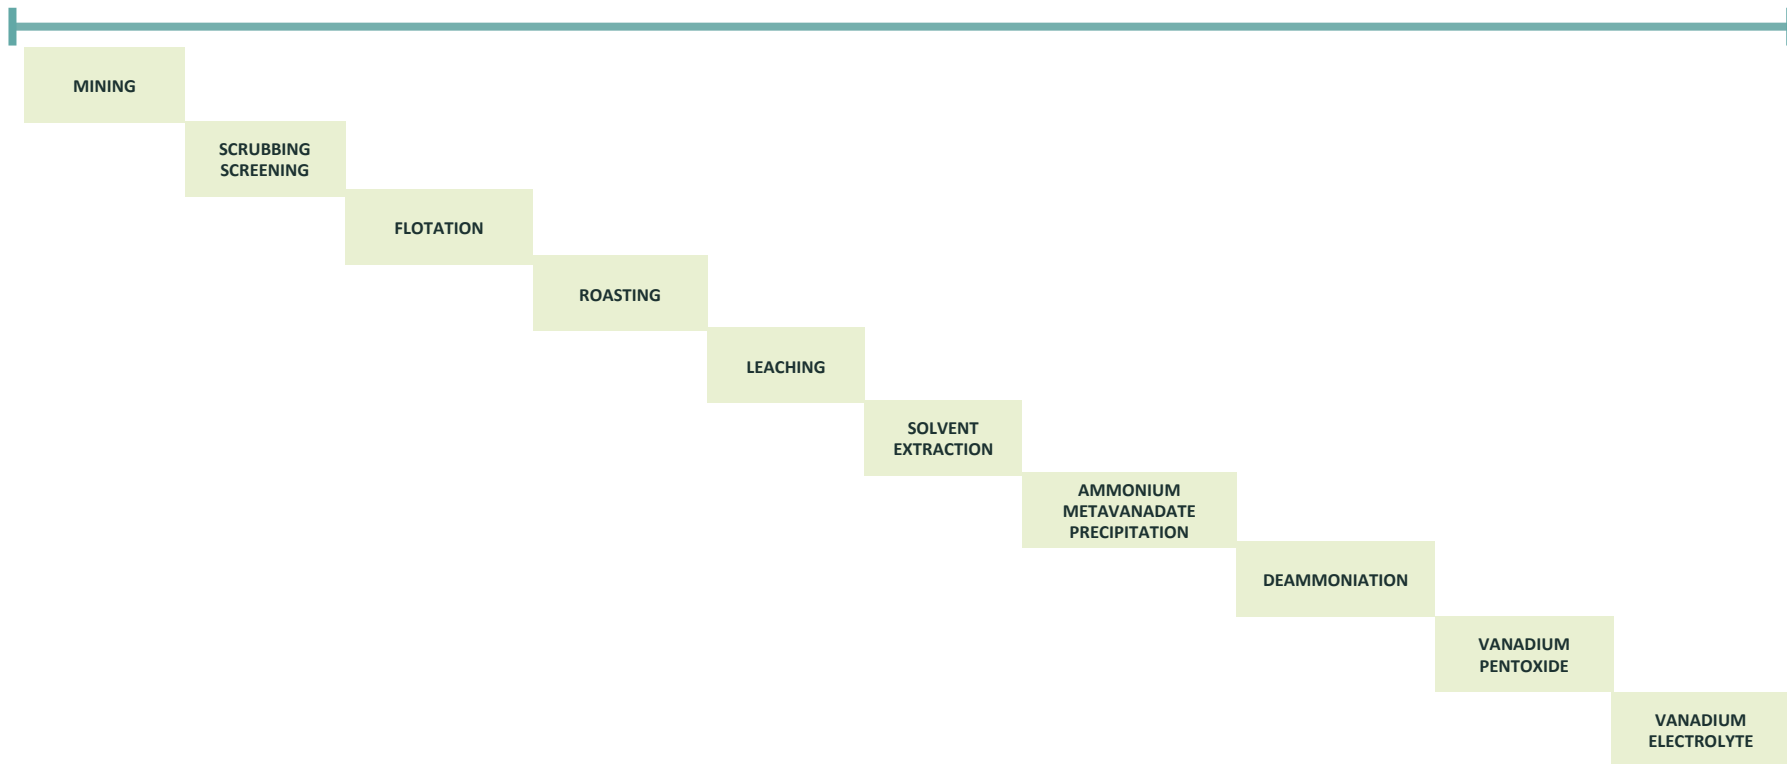 MINING
SCRUBBING
SCREENING
FLOTATION
ROASTING
LEACHING
SOLVENT
EXTRACTION
AMMONIUM
METAVANADATE
PRECIPITATION
DEAMMONIATION
VANADIUM
PENTOXIDE
VANADIUM
ELECTROLYTE